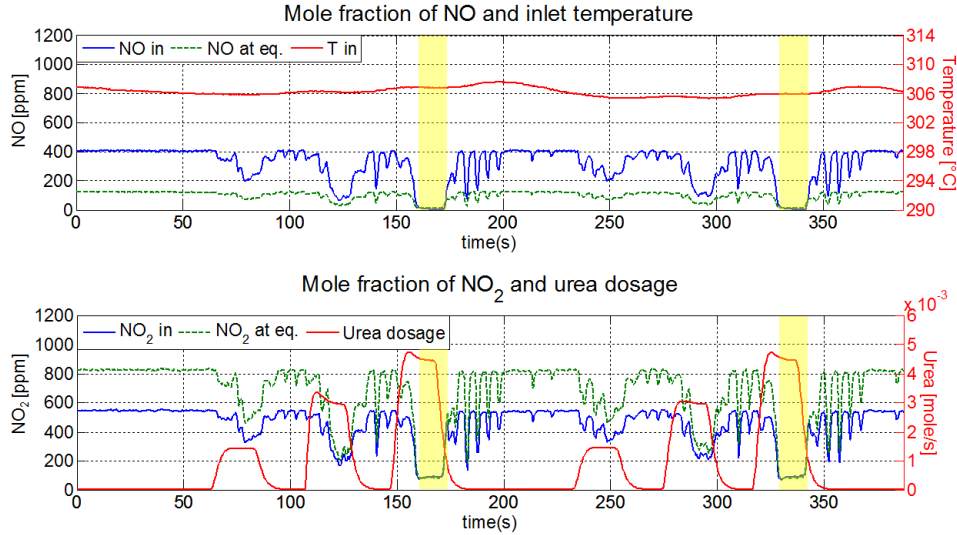 Mole fraction of NO and inlet temperature
1200
1000
800
600
400
200
0
NO [ppm]
NO in
NO at eq.
T in
314
310
306
302
298
294
290
Temperature [°C]
0
50
100
150
200
250
300
350
time(s)
Mole fraction of NO2 and urea dosage
x 10-3
1200
1000
800
600
400
200
0
NO2 [ppm]
NO2 in
NO2 at eq.
Urea dosage
6
5
4
3
2
1
0
Urea [mole/s]
0
50
100
150
200
250
300
350
time(s)